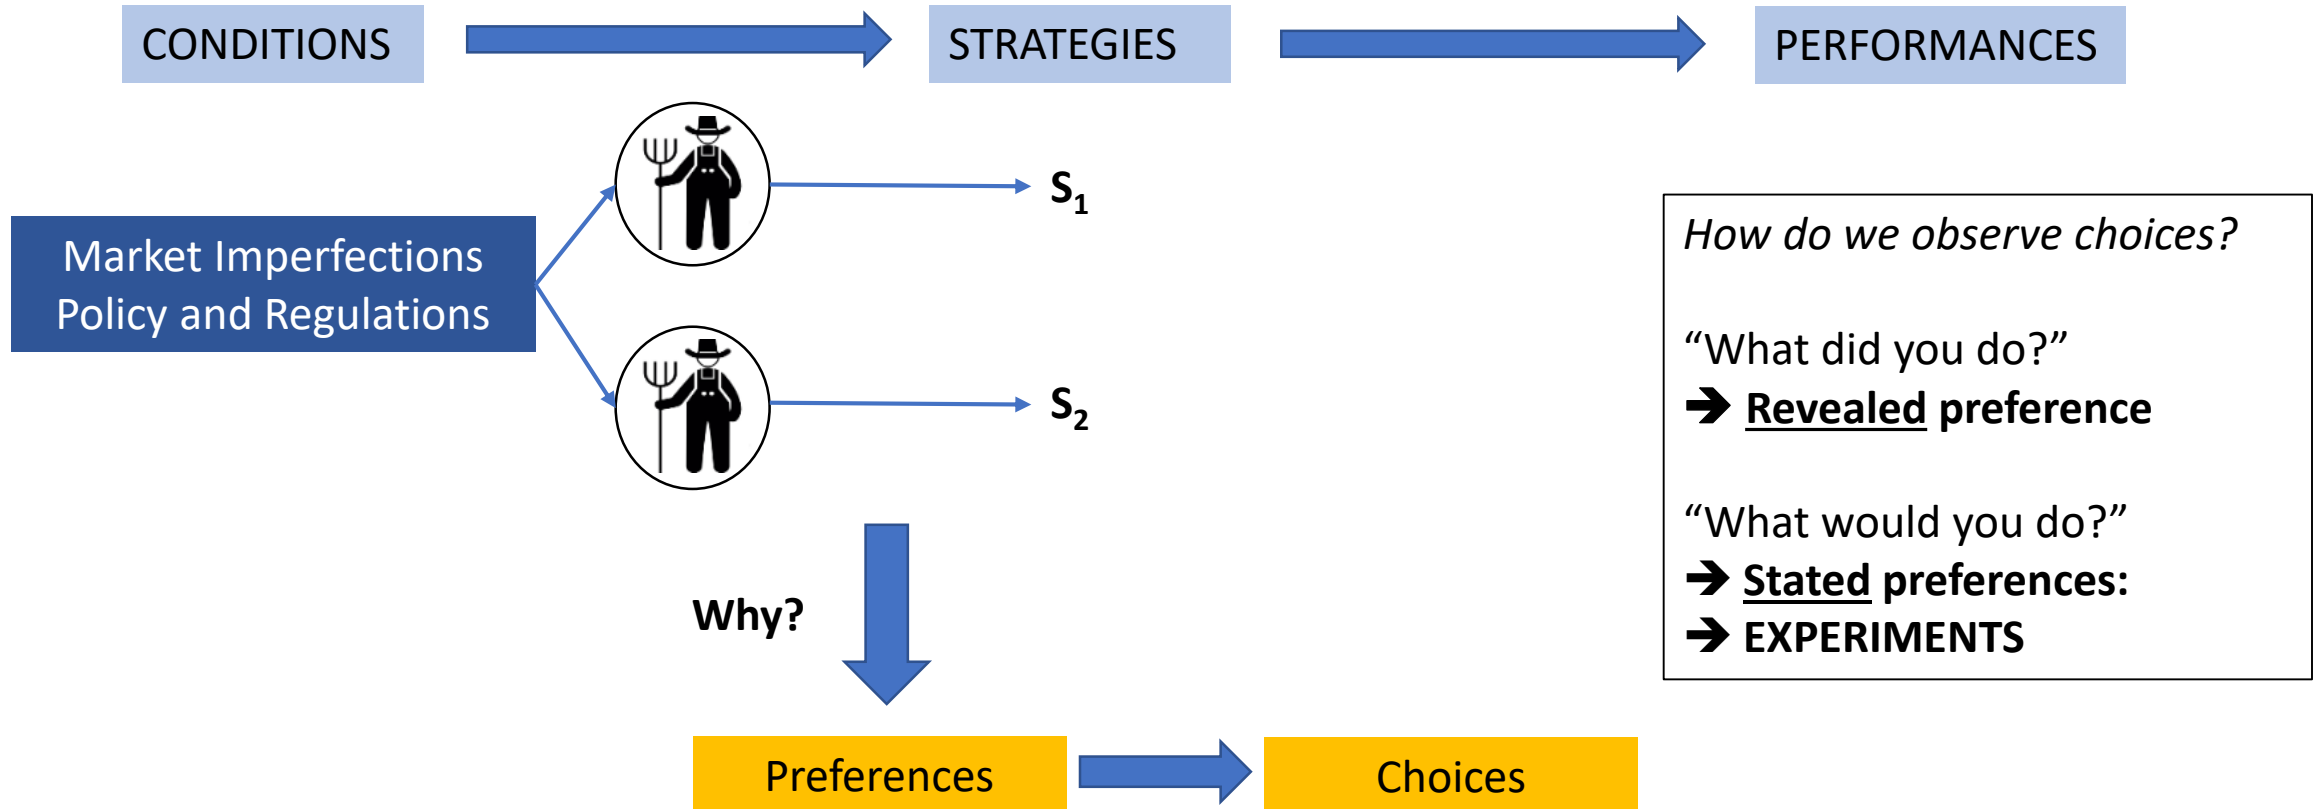 CONDITIONS
STRATEGIES
PERFORMANCES
Market Imperfections
Policy and Regulations
S₁
S₂
Why?
Preferences
Choices
How do we observe choices?
“What did you do?”
➔ Revealed preference
“What would you do?”
➔ Stated preferences:
➔ EXPERIMENTS